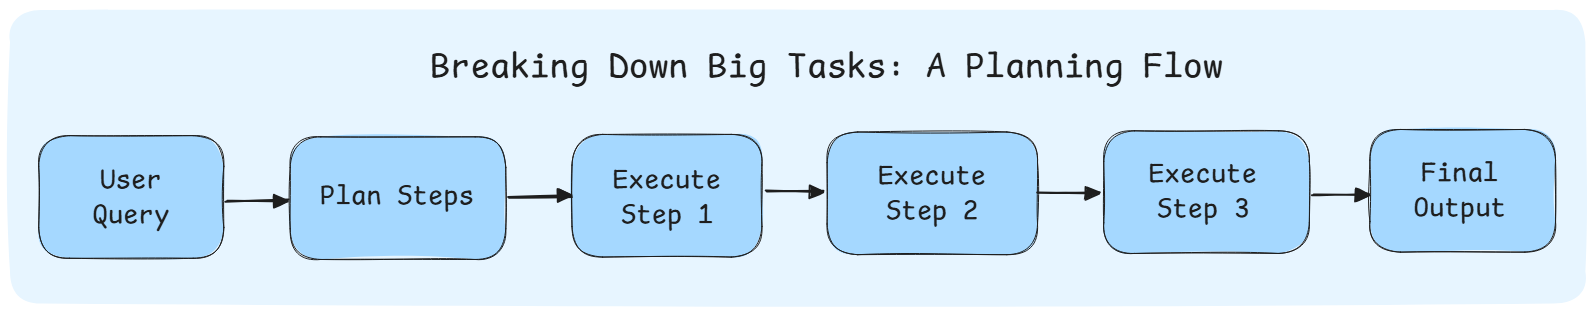 Breaking Down Big Tasks: A Planning Flow
User
Query
Plan Steps
Execute
Step 1
Execute
Step 2
Execute
Step 3
Final
Output